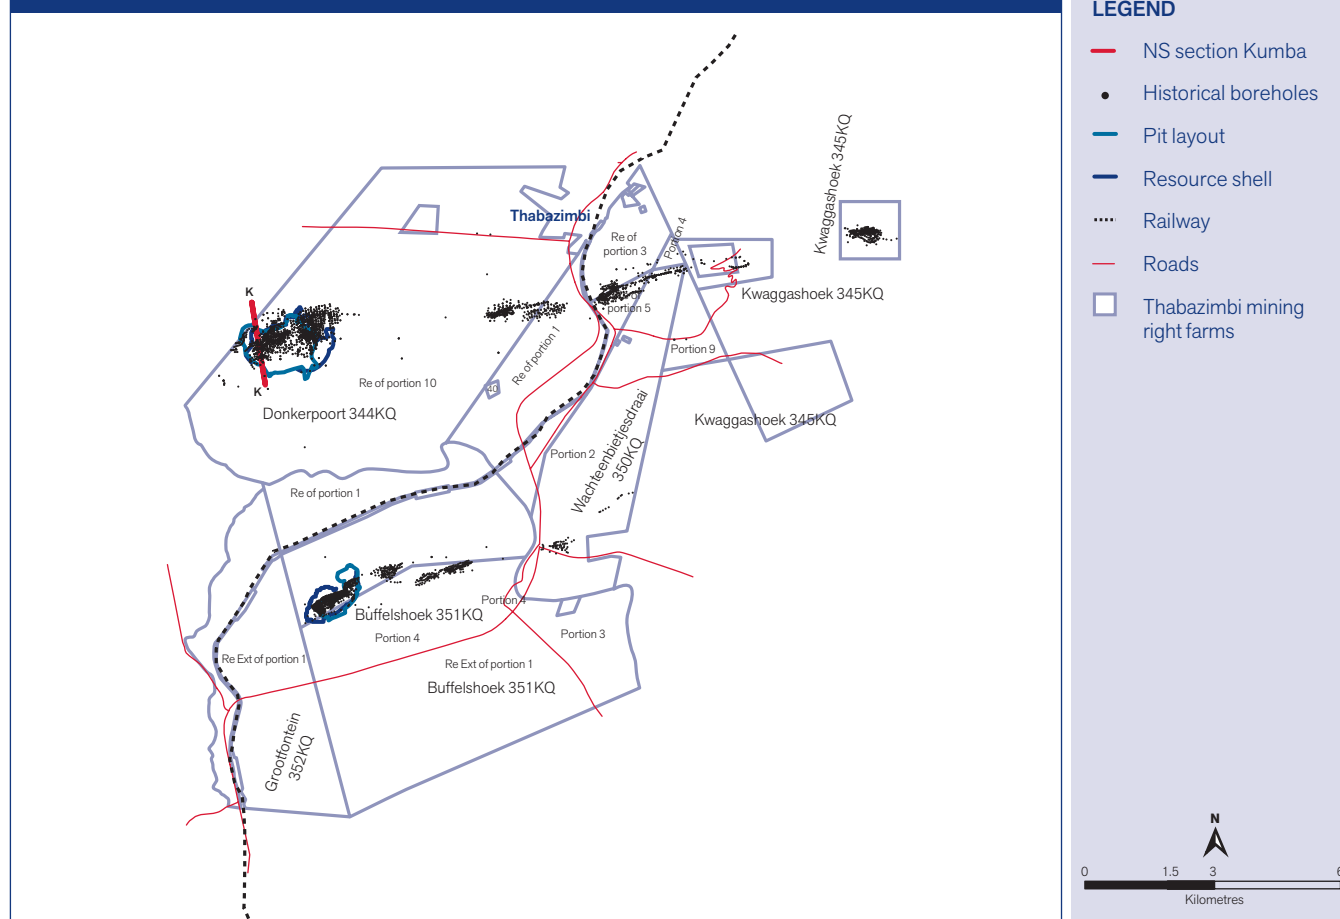 LEGEND
NS section Kumba
Historical boreholes
Pit layout
Resource shell
Railway
Roads
Thabazimbi mining
right farms
Kwaggashoek 345KQ
Thabazimbi
Re of
portion 3
Portion 4
Kwaggashoek 345KQ
portion 5
K
K
Re of portion 1
Portion 9
Re of portion 10
Donkerpoort 344KQ
Kwaggashoek 345KQ
Wachteenbietjesdraai
350KQ
Portion 2
Re of portion 1
Portion 4
Buffelshoek 351KQ
Portion 4
Portion 3
Re Ext of portion 1
Re Ext of portion 1
Buffelshoek 351KQ
Grootfontein
352KQ
N
0 1.5 3 6
Kilometres